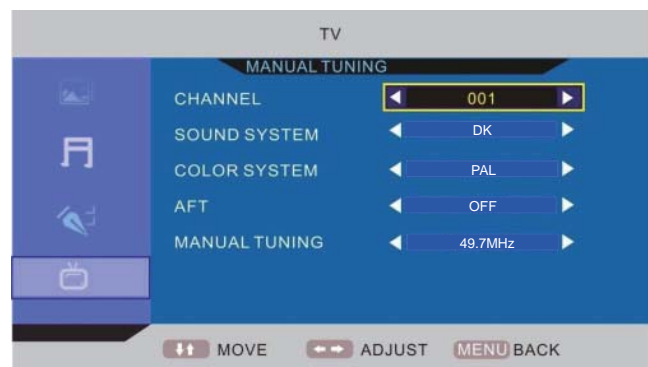 TV
MANUAL TUNING
CHANNEL 001
SOUND SYSTEM DK
COLOR SYSTEM PAL
AFT OFF
MANUAL TUNING 49.7MHz
MOVE ADJUST MENU BACK